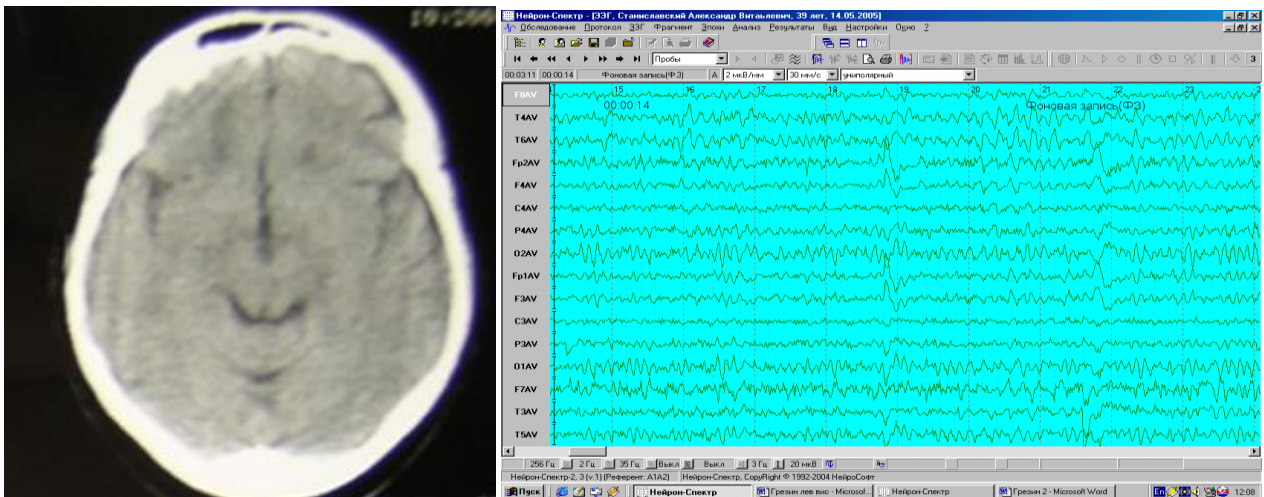 Нейрон-Спектр - [ЭЭГ, Станиславский Александр Витаьлевич, 39 лет, 14.05.2005]
Обследование Протокол ЭЭГ Фрагмент Эпохи Анализ Результаты Вид Настройки Окно ?
Пробы
3
00:03:11 00:00:14 Фоновая запись(ФЗ) A 2 мкВ/мм 30 мм/с униполярный
15 16 17 18 19 20 21 22 23
00:00:14 Фоновая запись(ФЗ)
F8AV
T4AV
T6AV
Fp2AV
F4AV
C4AV
P4AV
O2AV
Fp1AV
F3AV
C3AV
P3AV
O1AV
F7AV
T3AV
T5AV
256 Гц 2 Гц 35 Гц Выкл Выкл 3 Гц 20 мкВ
Нейрон-Спектр-2, 3 (v.1) (Референт: A1A2) Нейрон-Спектр, CopyRight © 1992-2004 НейроСофт
Пуск Нейрон-Спектр Грезин лев вис - Microsof... Нейрон-Спектр Грезин 2 - Microsoft Word En 12:08